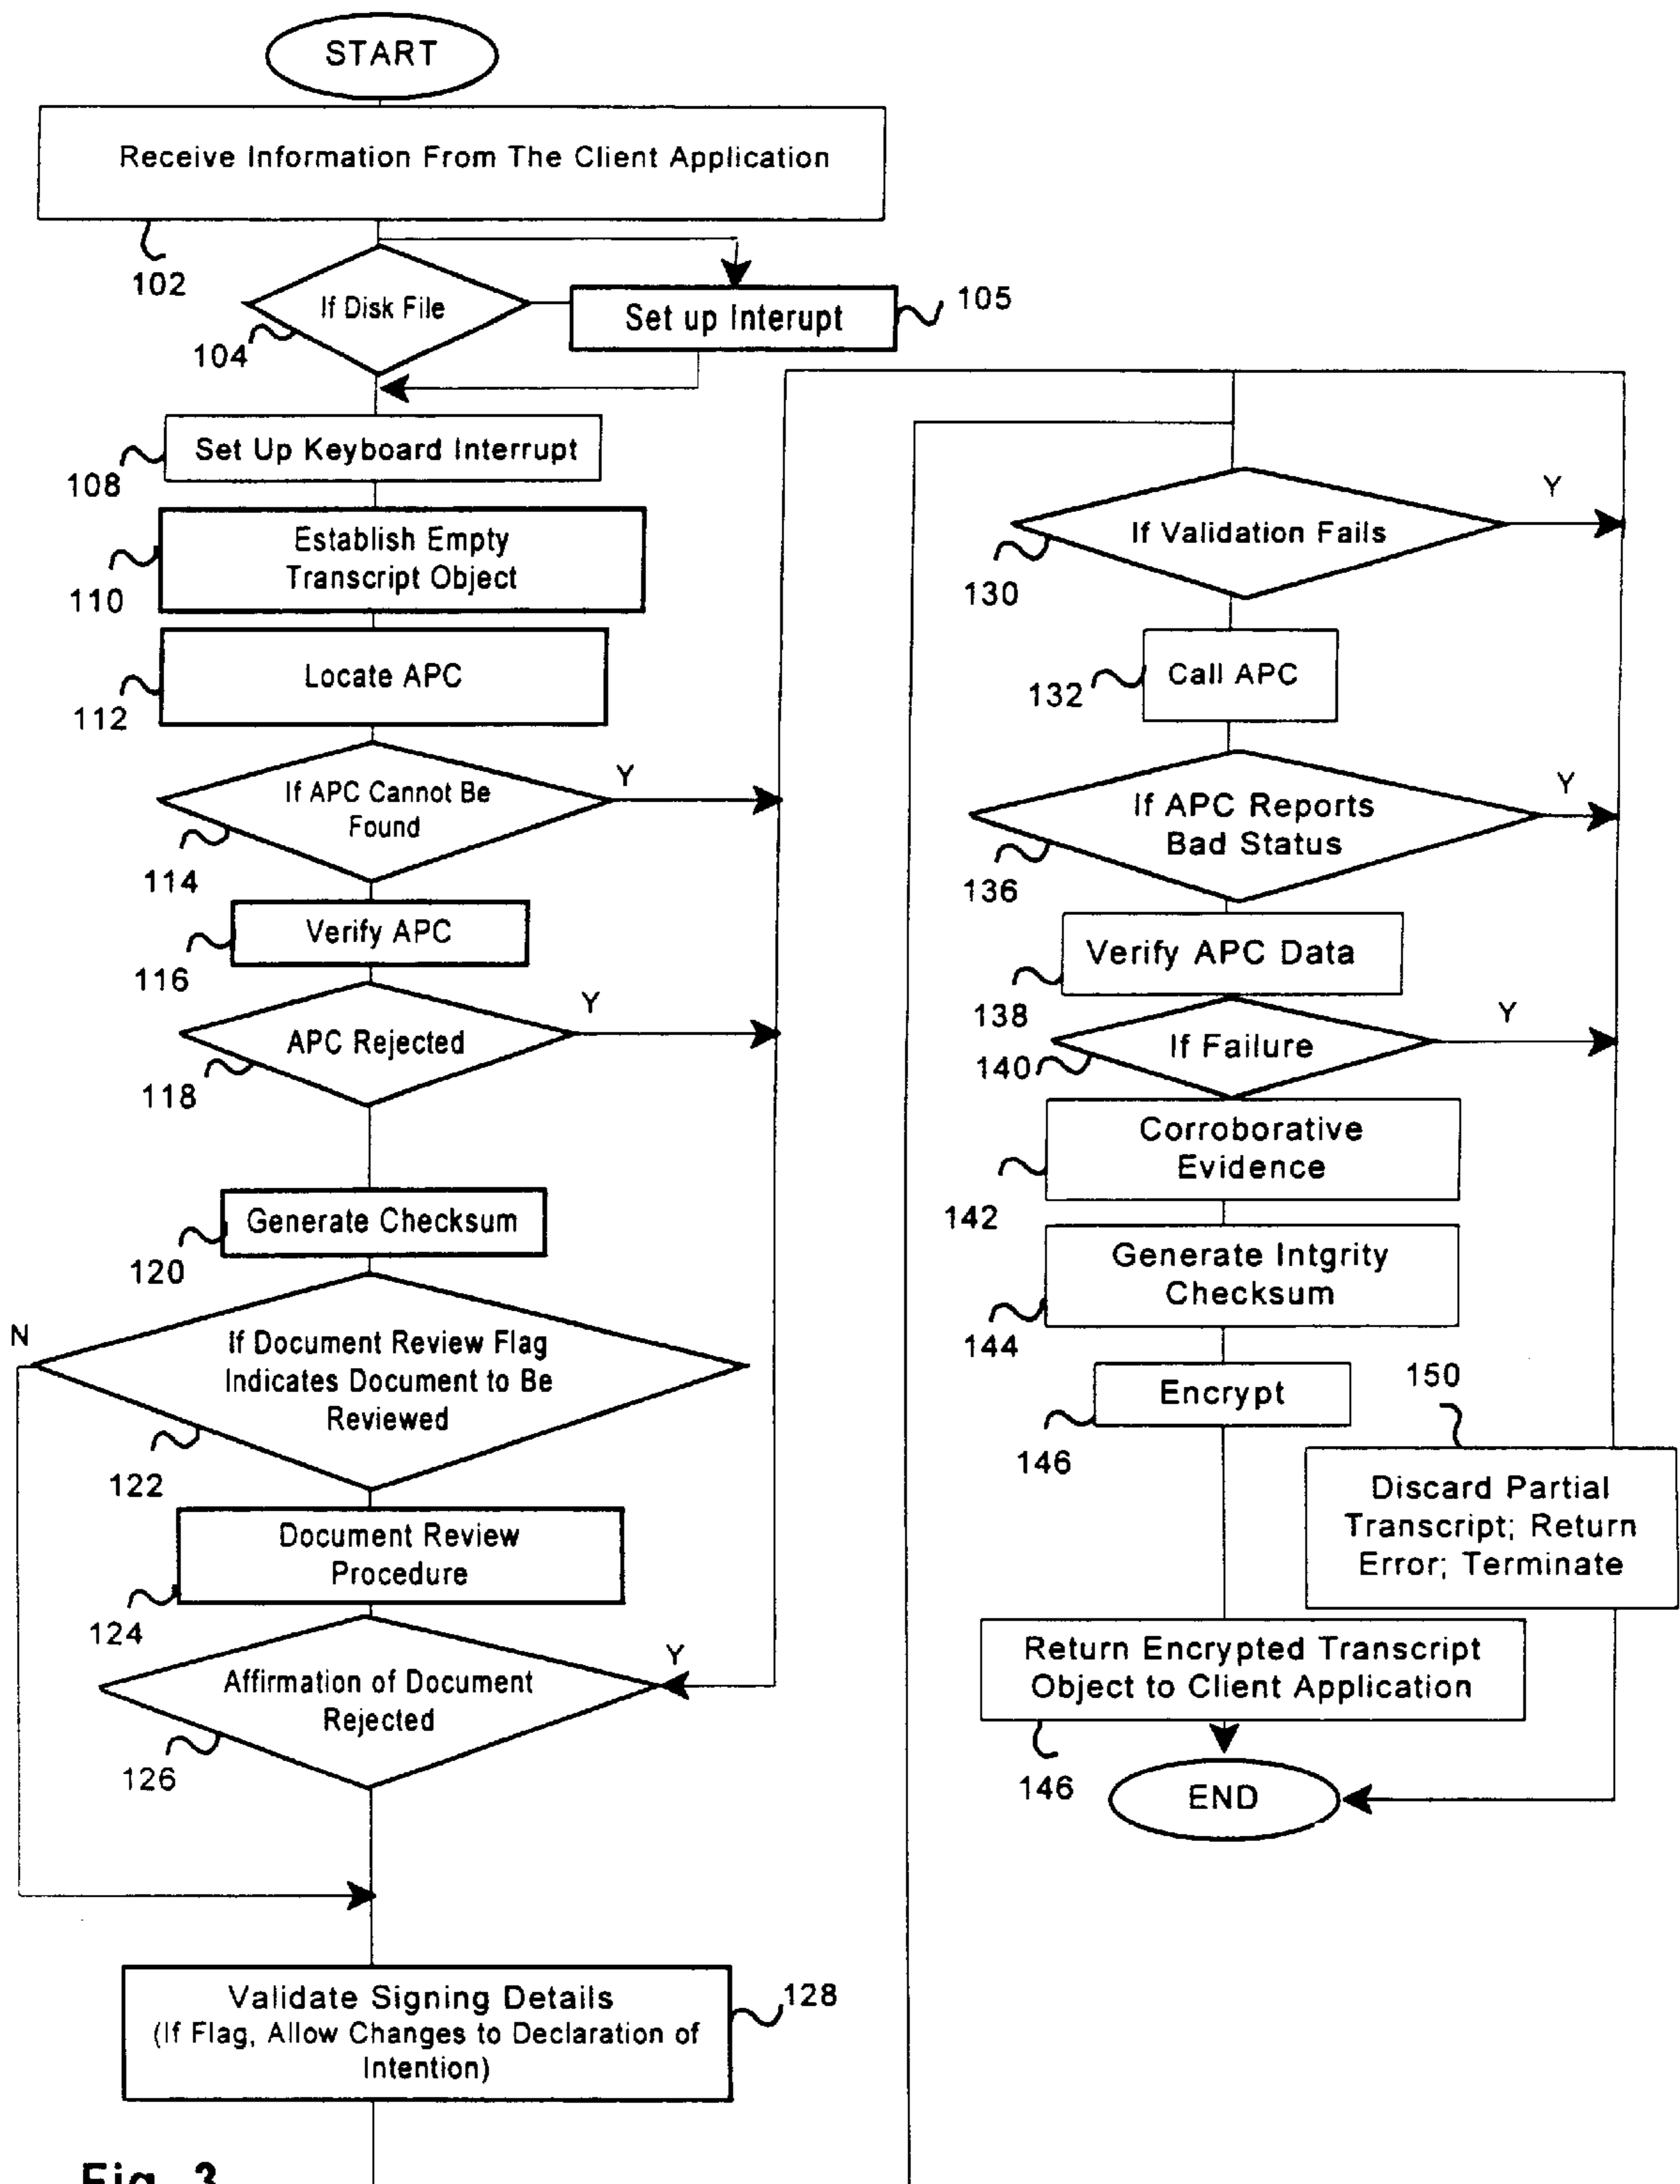 START
Receive Information From The Client Application
102
If Disk File
104
Set up Interupt
105
Set Up Keyboard Interrupt
108
Establish Empty
Transcript Object
110
Locate APC
112
If APC Cannot Be
Found
Y
114
Verify APC
116
APC Rejected
Y
118
Generate Checksum
120
N
If Document Review Flag
Indicates Document to Be
Reviewed
122
Document Review
Procedure
124
Affirmation of Document
Rejected
Y
126
Validate Signing Details
(If Flag, Allow Changes to Declaration of
Intention)
128
Fig. 3
If Validation Fails
Y
130
Call APC
132
If APC Reports
Bad Status
Y
136
Verify APC Data
138
If Failure
Y
140
Corroborative
Evidence
142
Generate Intgrity
Checksum
144
Encrypt
146
150
Discard Partial
Transcript; Return
Error; Terminate
Return Encrypted Transcript
Object to Client Application
146
END